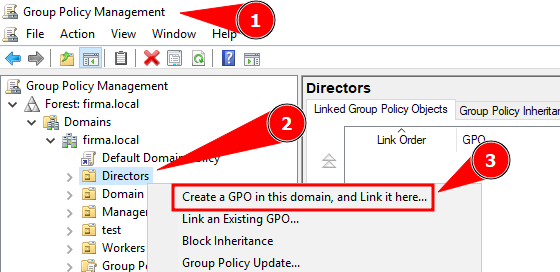 Group Policy Management
1
File Action View Window Help
Group Policy Management
Forest: firma.local
Domains
firma.local
Default Domain Policy
Directors
Domain
Manage
test
Workers
Group Po
2
Directors
Linked Group Policy Objects
Group Policy Inheritan
Link Order
GPO
3
Create a GPO in this domain, and Link it here...
Link an Existing GPO...
Block Inheritance
Group Policy Update...